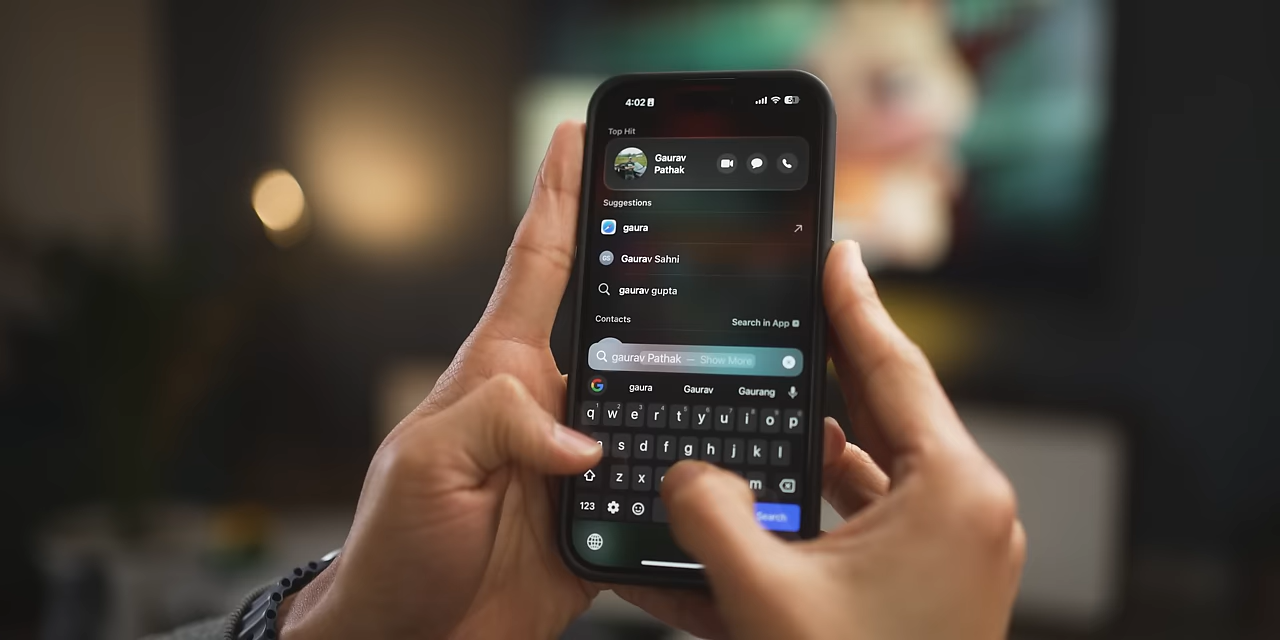 4:02
Top Hit
Gaurav
Pathak
Suggestions
gaura
GS Gaurav Sahni
gaurav gupta
Contacts Search in App
gaurav Pathak – Show More
gaura Gaurav Gaurang
q w e r t y u i o p
s d f g h j k l
z x m
123
Search